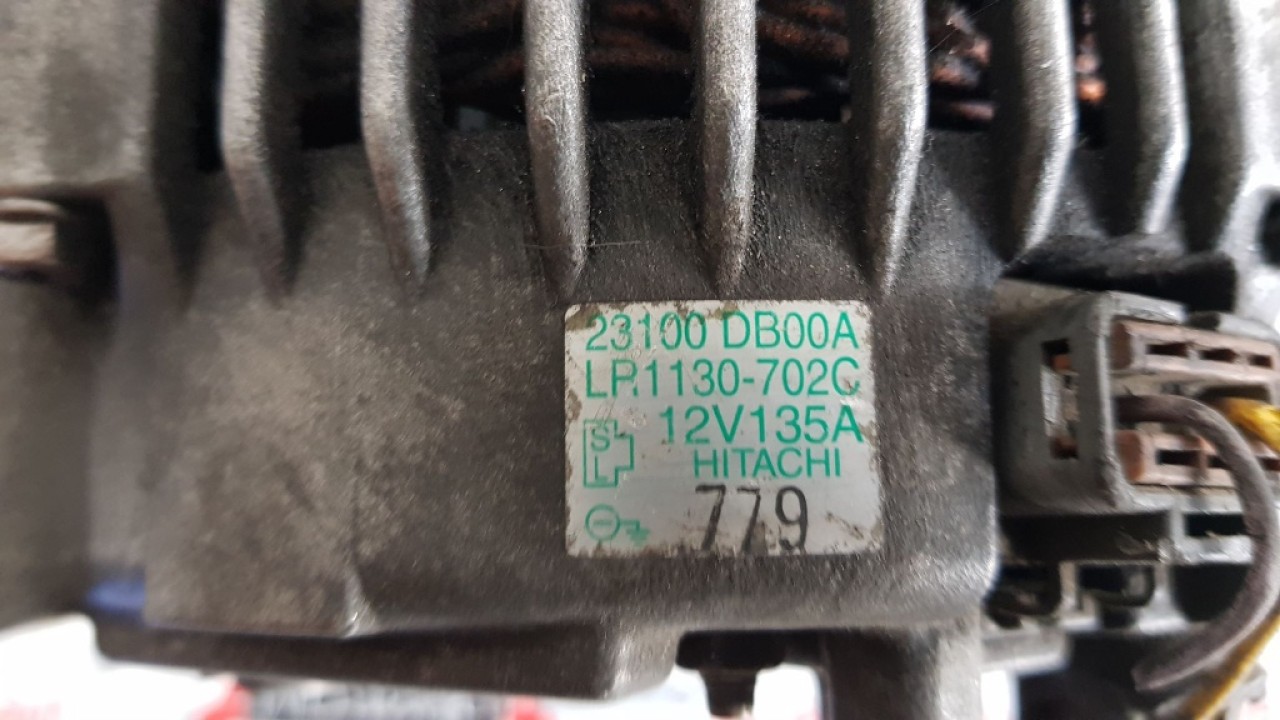 23100 DB00A
LR1130-702C
12V135A
S
L
HITACHI
779